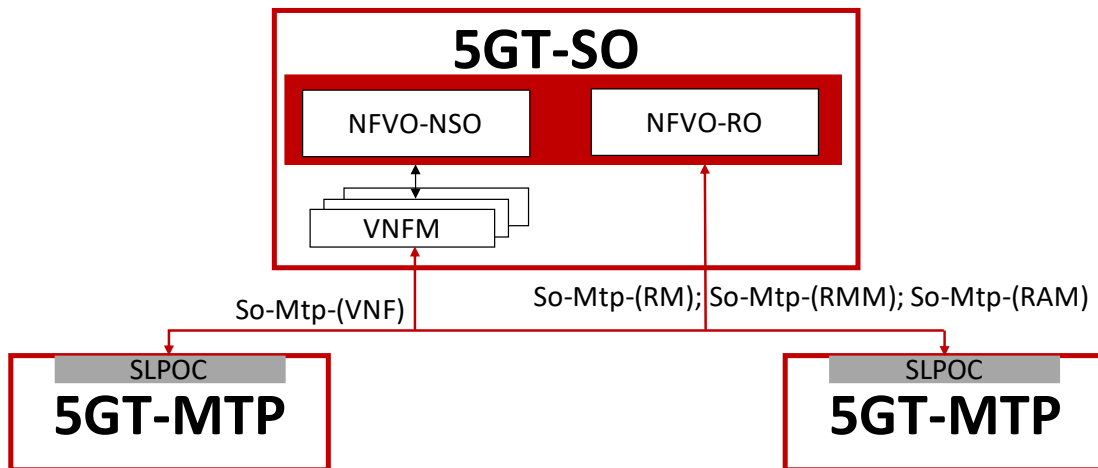 5GT-SO
NFVO-NSO
NFVO-RO
VNFM
So-Mtp-(VNF)
So-Mtp-(RM); So-Mtp-(RMM); So-Mtp-(RAM)
SLPOC
5GT-MTP
SLPOC
5GT-MTP